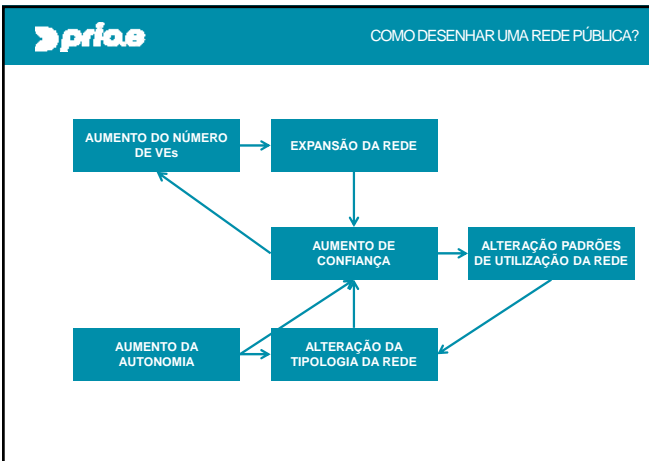 prio.e
COMO DESENHAR UMA REDE PÚBLICA?
AUMENTO DO NÚMERO
DE VEs
EXPANSÃO DA REDE
AUMENTO DE
CONFIANÇA
ALTERAÇÃO PADRÕES
DE UTILIZAÇÃO DA REDE
AUMENTO DA
AUTONOMIA
ALTERAÇÃO DA
TIPOLOGIA DA REDE